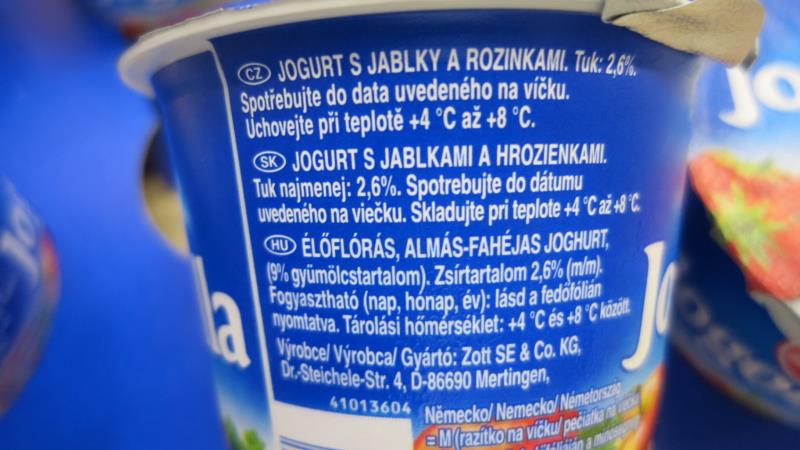 CZ JOGURT S JABLKY A ROZINKAMI. Tuk: 2,6%.
Spotřebujte do data uvedeného na víčku.
Uchovejte při teplotě +4 °C až +8 °C.
SK JOGURT S JABLKAMI A HROZIENKAMI.
Tuk najmenej: 2,6%. Spotrebujte do dátumu
uvedeného na viečku. Skladujte pri teplote +4 °C až +8 °C.
HU ÉLŐFLÓRÁS, ALMÁS-FAHÉJAS JOGHURT,
(9% gyümölcstartalom). Zsírtartalom 2,6% (m/m).
Fogyasztható (nap, hónap, év): lásd a fedőfólián
nyomtatva. Tárolási hőmérséklet: +4 °C és +8 °C között.
Výrobce/ Výrobca/ Gyártó: Zott SE & Co. KG,
Dr.-Steichele-Str. 4, D-86690 Mertingen,
41013604
Německo/ Nemecko/ Németország
= M (razítko na víčku/ pečiatka na viečku
la
Jo
Jo